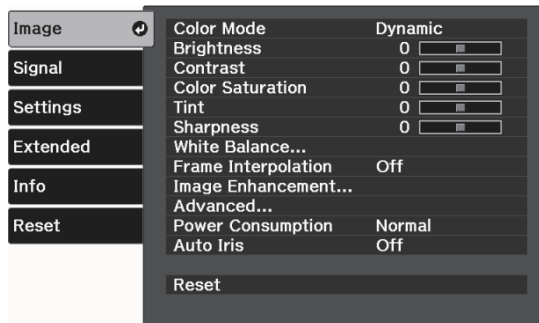 Image
Signal
Settings
Extended
Info
Reset
Color Mode Dynamic
Brightness 0
Contrast 0
Color Saturation 0
Tint 0
Sharpness 0
White Balance...
Frame Interpolation Off
Image Enhancement...
Advanced...
Power Consumption Normal
Auto Iris Off
Reset